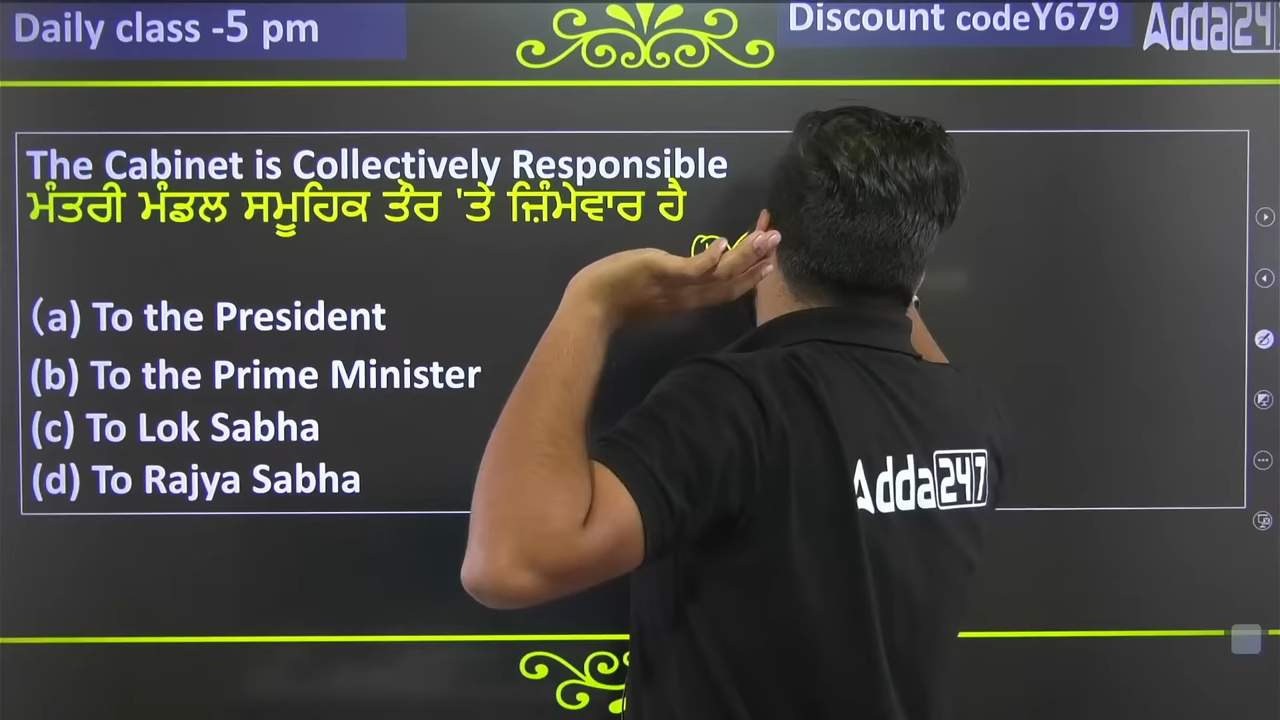 Daily class -5 pm
Discount codeY679
Adda24
The Cabinet is Collectively Responsible
ਮੰਤਰੀ ਮੰਡਲ ਸਮੂਹਿਕ ਤੌਰ 'ਤੇ ਜ਼ਿੰਮੇਵਾਰ ਹੈ
(a) To the President
(b) To the Prime Minister
(c) To Lok Sabha
(d) To Rajya Sabha
Adda247